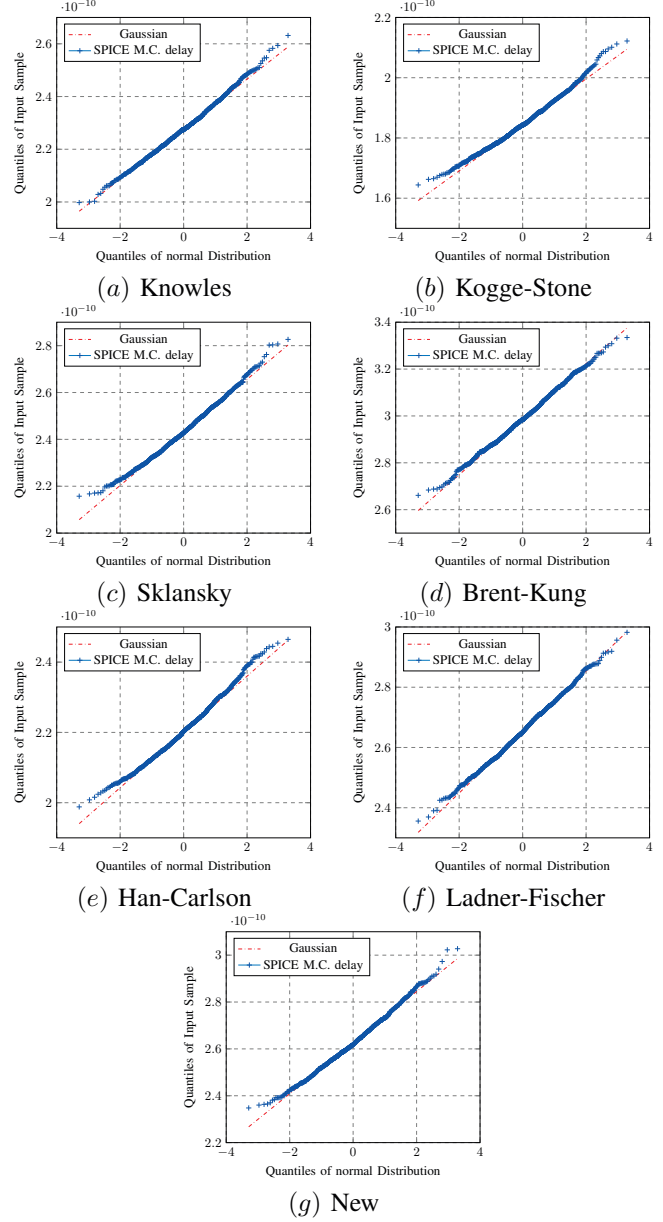 ·10−10
Gaussian
SPICE M.C. delay
2.6
2.4
2.2
2
Quantiles of Input Sample
−4 −2 0 2 4
Quantiles of normal Distribution
(a) Knowles
·10−10
Gaussian
SPICE M.C. delay
2.2
2
1.8
1.6
Quantiles of Input Sample
−4 −2 0 2 4
Quantiles of normal Distribution
(b) Kogge-Stone
·10−10
Gaussian
SPICE M.C. delay
2.8
2.6
2.4
2.2
2
Quantiles of Input Sample
−4 −2 0 2 4
Quantiles of normal Distribution
(c) Sklansky
·10−10
Gaussian
SPICE M.C. delay
3.4
3.2
3
2.8
2.6
Quantiles of Input Sample
−4 −2 0 2 4
Quantiles of normal Distribution
(d) Brent-Kung
·10−10
Gaussian
SPICE M.C. delay
2.4
2.2
2
Quantiles of Input Sample
−4 −2 0 2 4
Quantiles of normal Distribution
(e) Han-Carlson
·10−10
Gaussian
SPICE M.C. delay
3
2.8
2.6
2.4
Quantiles of Input Sample
−4 −2 0 2 4
Quantiles of normal Distribution
(f) Ladner-Fischer
·10−10
Gaussian
SPICE M.C. delay
3
2.8
2.6
2.4
2.2
Quantiles of Input Sample
−4 −2 0 2 4
Quantiles of normal Distribution
(g) New